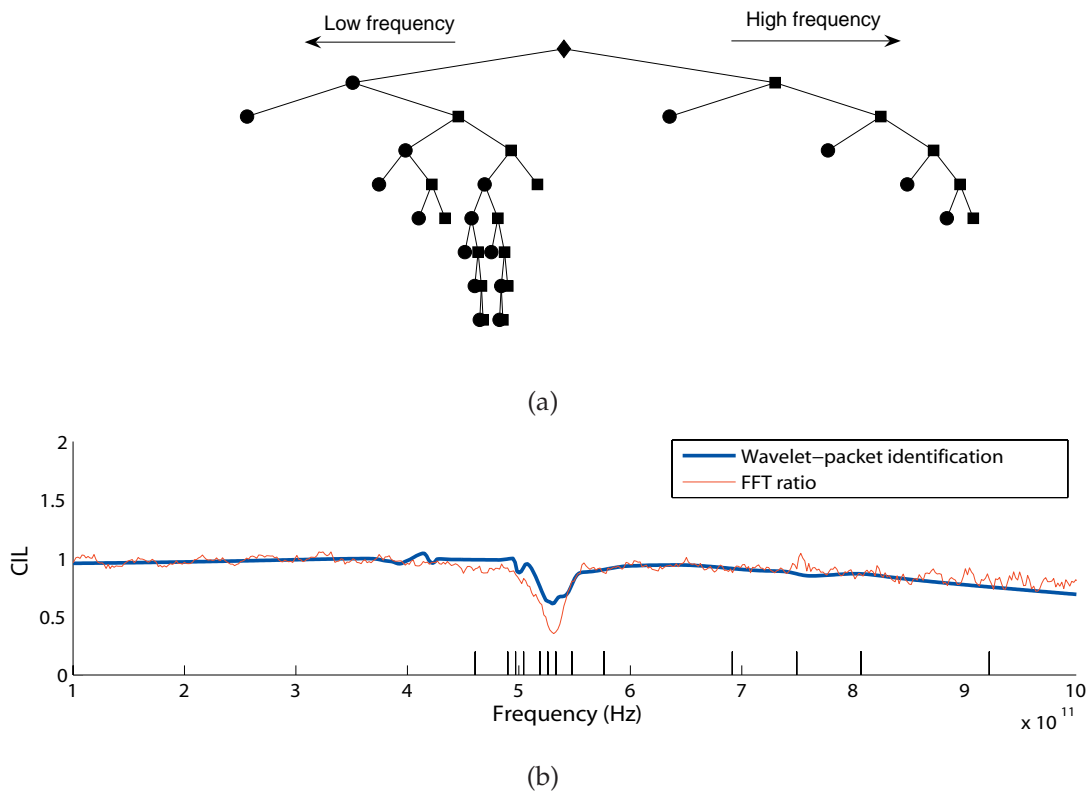 Low frequency
High frequency
(a)
2
1.5
1
0.5
0
CIL
Wavelet−packet identification
FFT ratio
1 2 3 4 5 6 7 8 9 10
Frequency (Hz)
x 10 11
(b)